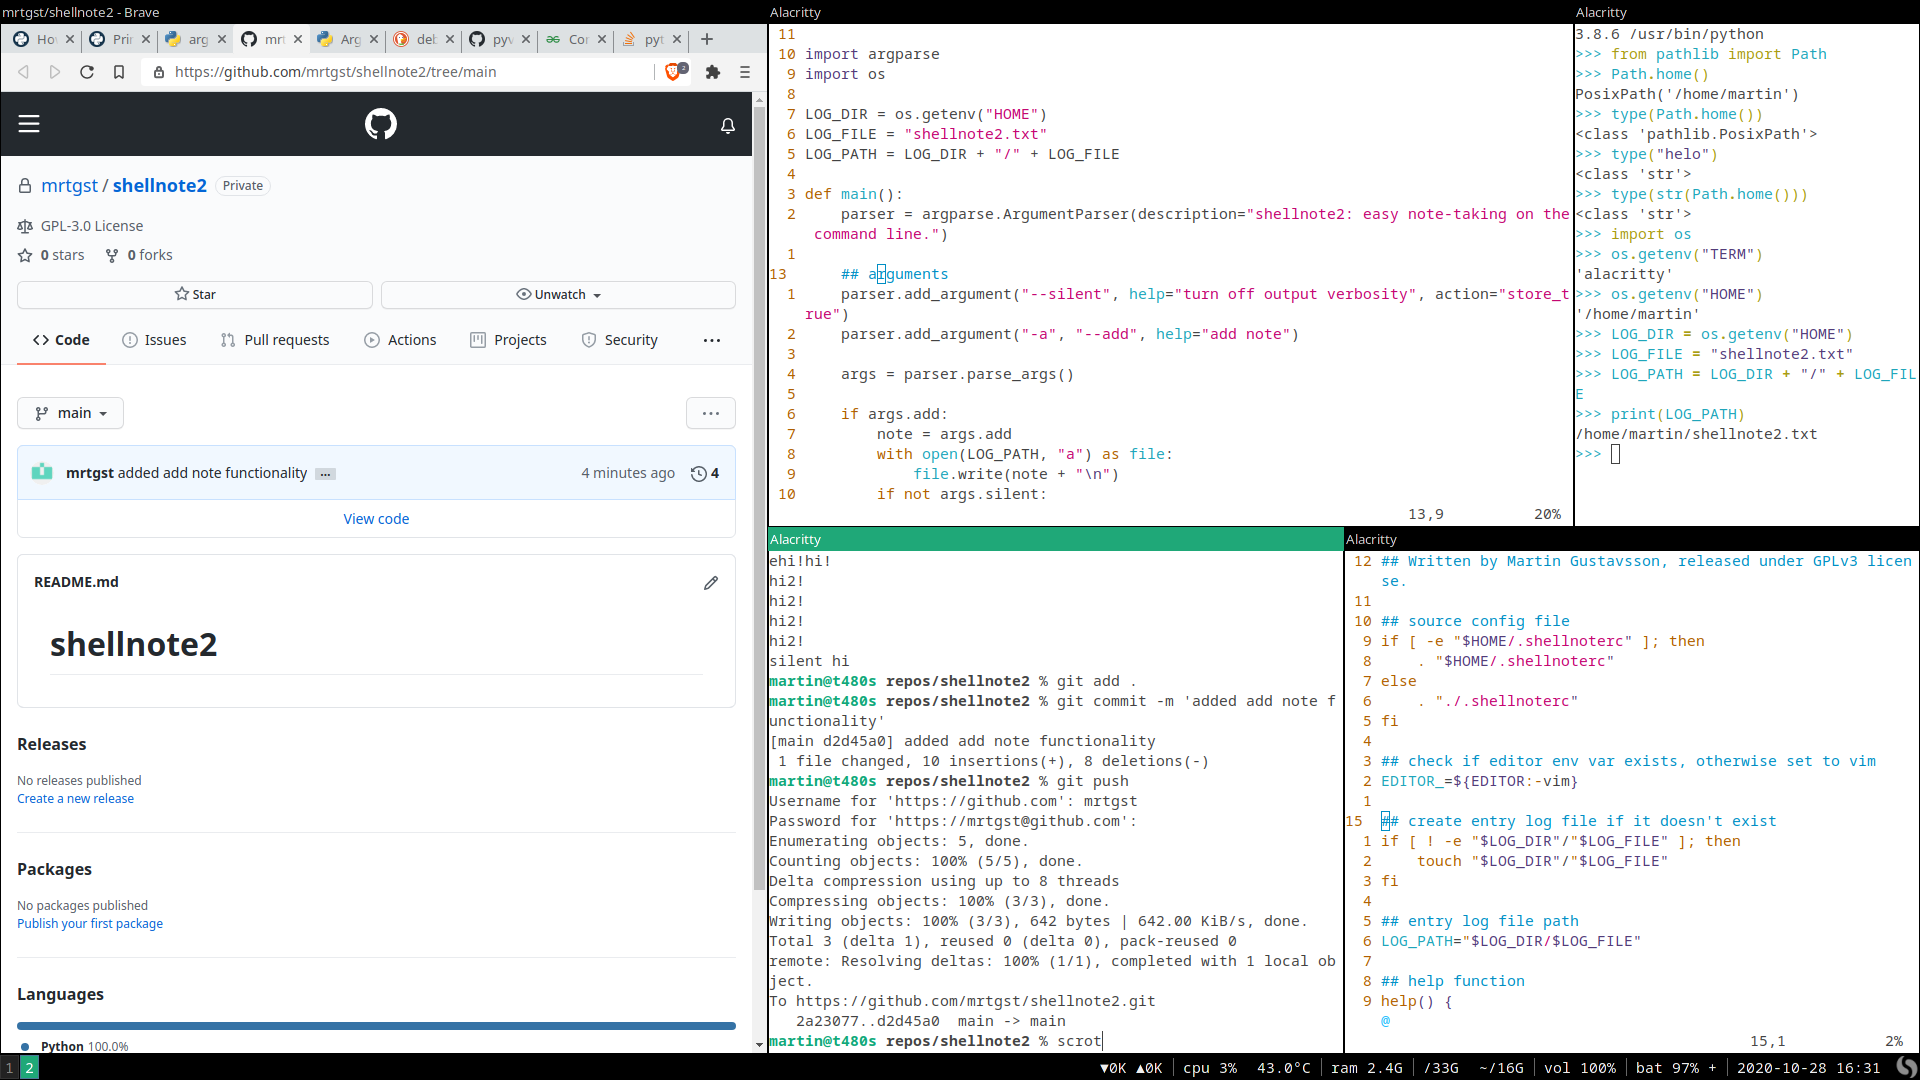 mrtgst/shellnote2 - Brave
Ho
Prin
arg
mrt
Arg
deb
pyv
Cor
pyt
https://github.com/mrtgst/shellnote2/tree/main
2
mrtgst / shellnote2 Private
GPL-3.0 License
0 stars 0 forks
Star
Unwatch
Code Issues Pull requests Actions Projects Security ...
main
...
mrtgst added add note functionality ... 4 minutes ago 4
View code
README.md
shellnote2
Releases
No releases published
Create a new release
Packages
No packages published
Publish your first package
Languages
Python 100.0%
Alacritty
11
10 import argparse
9 import os
8
7 LOG_DIR = os.getenv("HOME")
6 LOG_FILE = "shellnote2.txt"
5 LOG_PATH = LOG_DIR + "/" + LOG_FILE
4
3 def main():
2     parser = argparse.ArgumentParser(description="shellnote2: easy note-taking on the
 command line.")
1
13     ## arguments
1     parser.add_argument("--silent", help="turn off output verbosity", action="store_t
rue")
2     parser.add_argument("-a", "--add", help="add note")
3
4     args = parser.parse_args()
5
6     if args.add:
7         note = args.add
8         with open(LOG_PATH, "a") as file:
9             file.write(note + "\n")
10         if not args.silent:
13,9 20%
Alacritty
3.8.6 /usr/bin/python
>>> from pathlib import Path
>>> Path.home()
PosixPath('/home/martin')
>>> type(Path.home())
<class 'pathlib.PosixPath'>
>>> type("helo")
<class 'str'>
>>> type(str(Path.home()))
<class 'str'>
>>> import os
>>> os.getenv("TERM")
'alacritty'
>>> os.getenv("HOME")
'/home/martin'
>>> LOG_DIR = os.getenv("HOME")
>>> LOG_FILE = "shellnote2.txt"
>>> LOG_PATH = LOG_DIR + "/" + LOG_FIL
E
>>> print(LOG_PATH)
/home/martin/shellnote2.txt
>>>
Alacritty
ehi!hi!
hi2!
hi2!
hi2!
hi2!
silent hi
martin@t480s repos/shellnote2 % git add .
martin@t480s repos/shellnote2 % git commit -m 'added add note f
unctionality'
[main d2d45a0] added add note functionality
 1 file changed, 10 insertions(+), 8 deletions(-)
martin@t480s repos/shellnote2 % git push
Username for 'https://github.com': mrtgst
Password for 'https://mrtgst@github.com':
Enumerating objects: 5, done.
Counting objects: 100% (5/5), done.
Delta compression using up to 8 threads
Compressing objects: 100% (3/3), done.
Writing objects: 100% (3/3), 642 bytes | 642.00 KiB/s, done.
Total 3 (delta 1), reused 0 (delta 0), pack-reused 0
remote: Resolving deltas: 100% (1/1), completed with 1 local ob
ject.
To https://github.com/mrtgst/shellnote2.git
   2a23077..d2d45a0  main -> main
martin@t480s repos/shellnote2 % scrot
Alacritty
12 ## Written by Martin Gustavsson, released under GPLv3 licen
se.
11
10 ## source config file
9 if [ -e "$HOME/.shellnoterc" ]; then
8     . "$HOME/.shellnoterc"
7 else
6     . "./.shellnoterc"
5 fi
4
3 ## check if editor env var exists, otherwise set to vim
2 EDITOR_=${EDITOR:-vim}
1
15 ## create entry log file if it doesn't exist
1 if [ ! -e "$LOG_DIR"/"$LOG_FILE" ]; then
2     touch "$LOG_DIR"/"$LOG_FILE"
3 fi
4
5 ## entry log file path
6 LOG_PATH="$LOG_DIR/$LOG_FILE"
7
8 ## help function
9 help() {
@
15,1 2%
1 2
▼0K ▲0K | cpu 3% 43.0°C | ram 2.4G | /33G ~/16G | vol 100% | bat 97% + | 2020-10-28 16:31